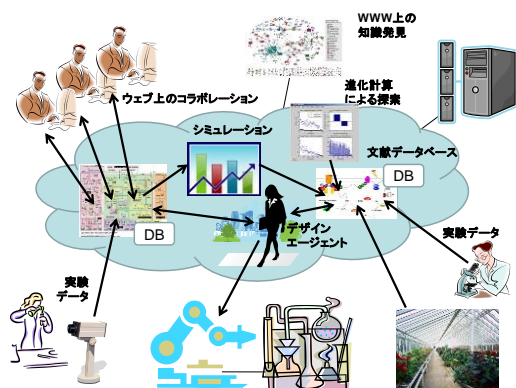 WWW上の
知識発見
ウェブ上のコラボレーション
進化計算
による探素
シミュレーション
文献データベース
DB
DB
デザイン
エージェント
実験データ
実験
データ